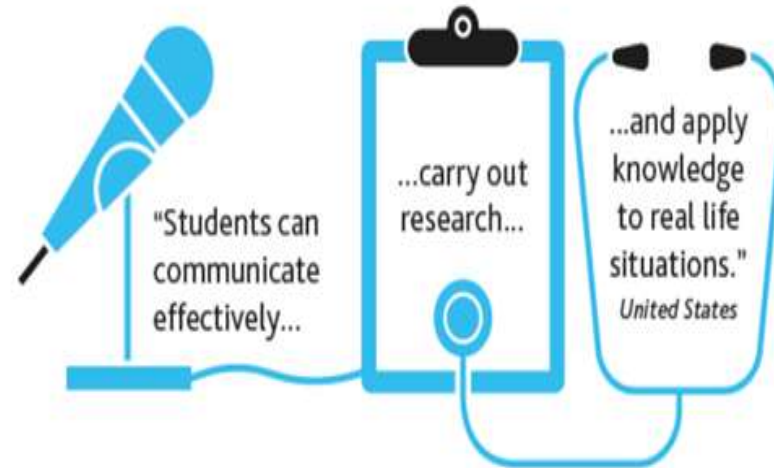 "Students can
communicate
effectively...
...carry out
research...
...and apply
knowledge
to real life
situations."
United States